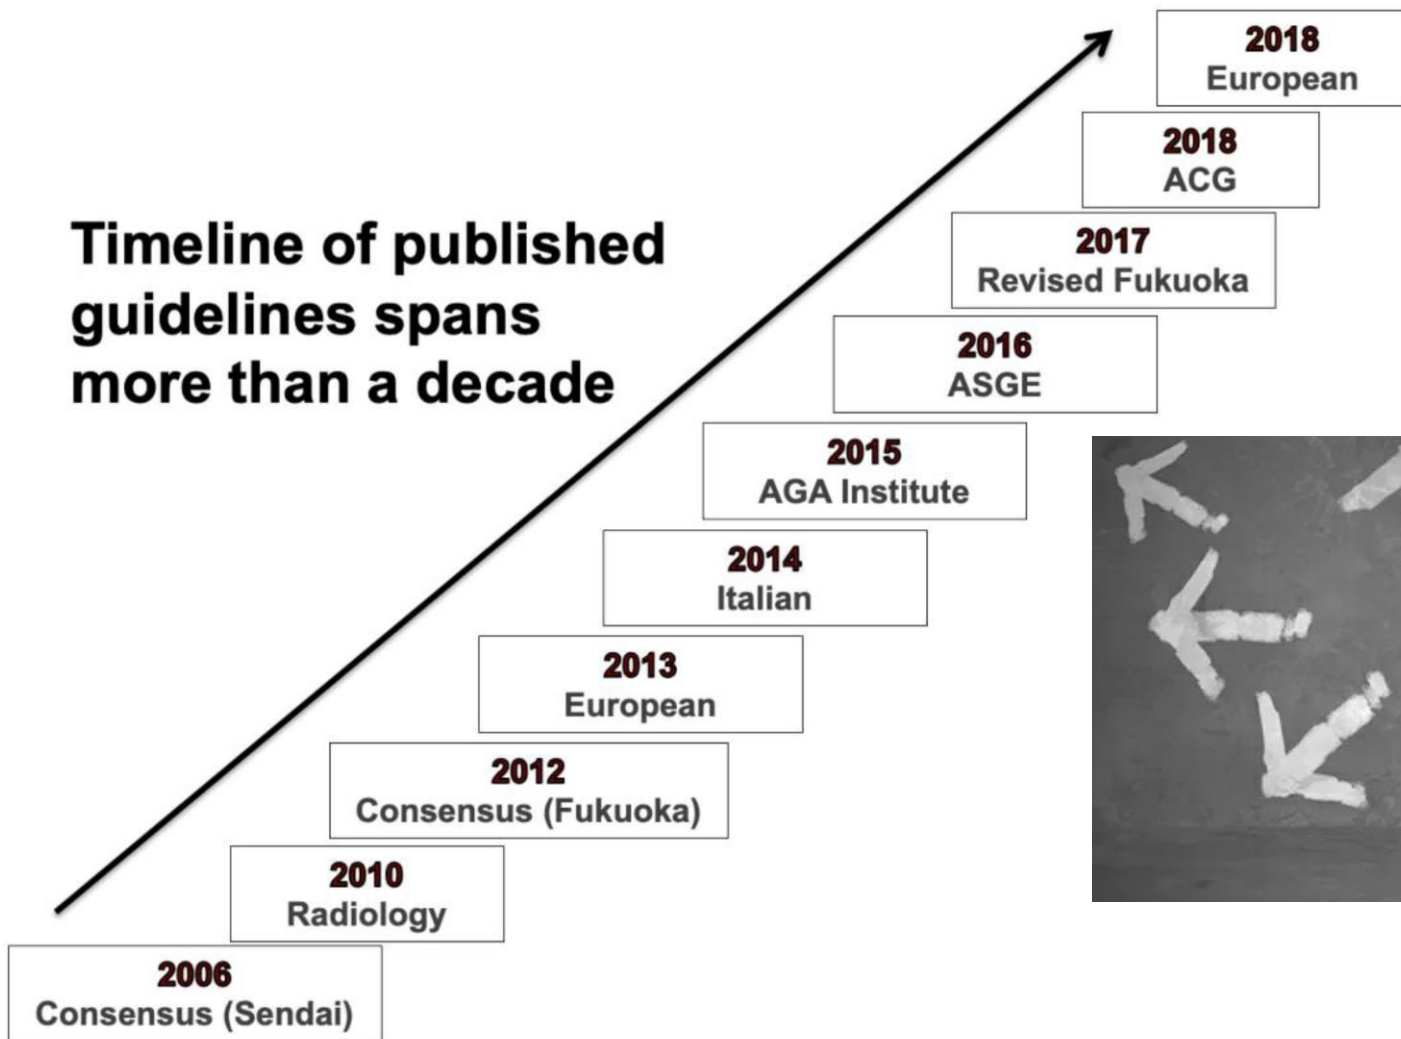 Timeline of published
guidelines spans
more than a decade
2018
European
2018
ACG
2017
Revised Fukuoka
2016
ASGE
2015
AGA Institute
2014
Italian
2013
European
2012
Consensus (Fukuoka)
2010
Radiology
2006
Consensus (Sendai)